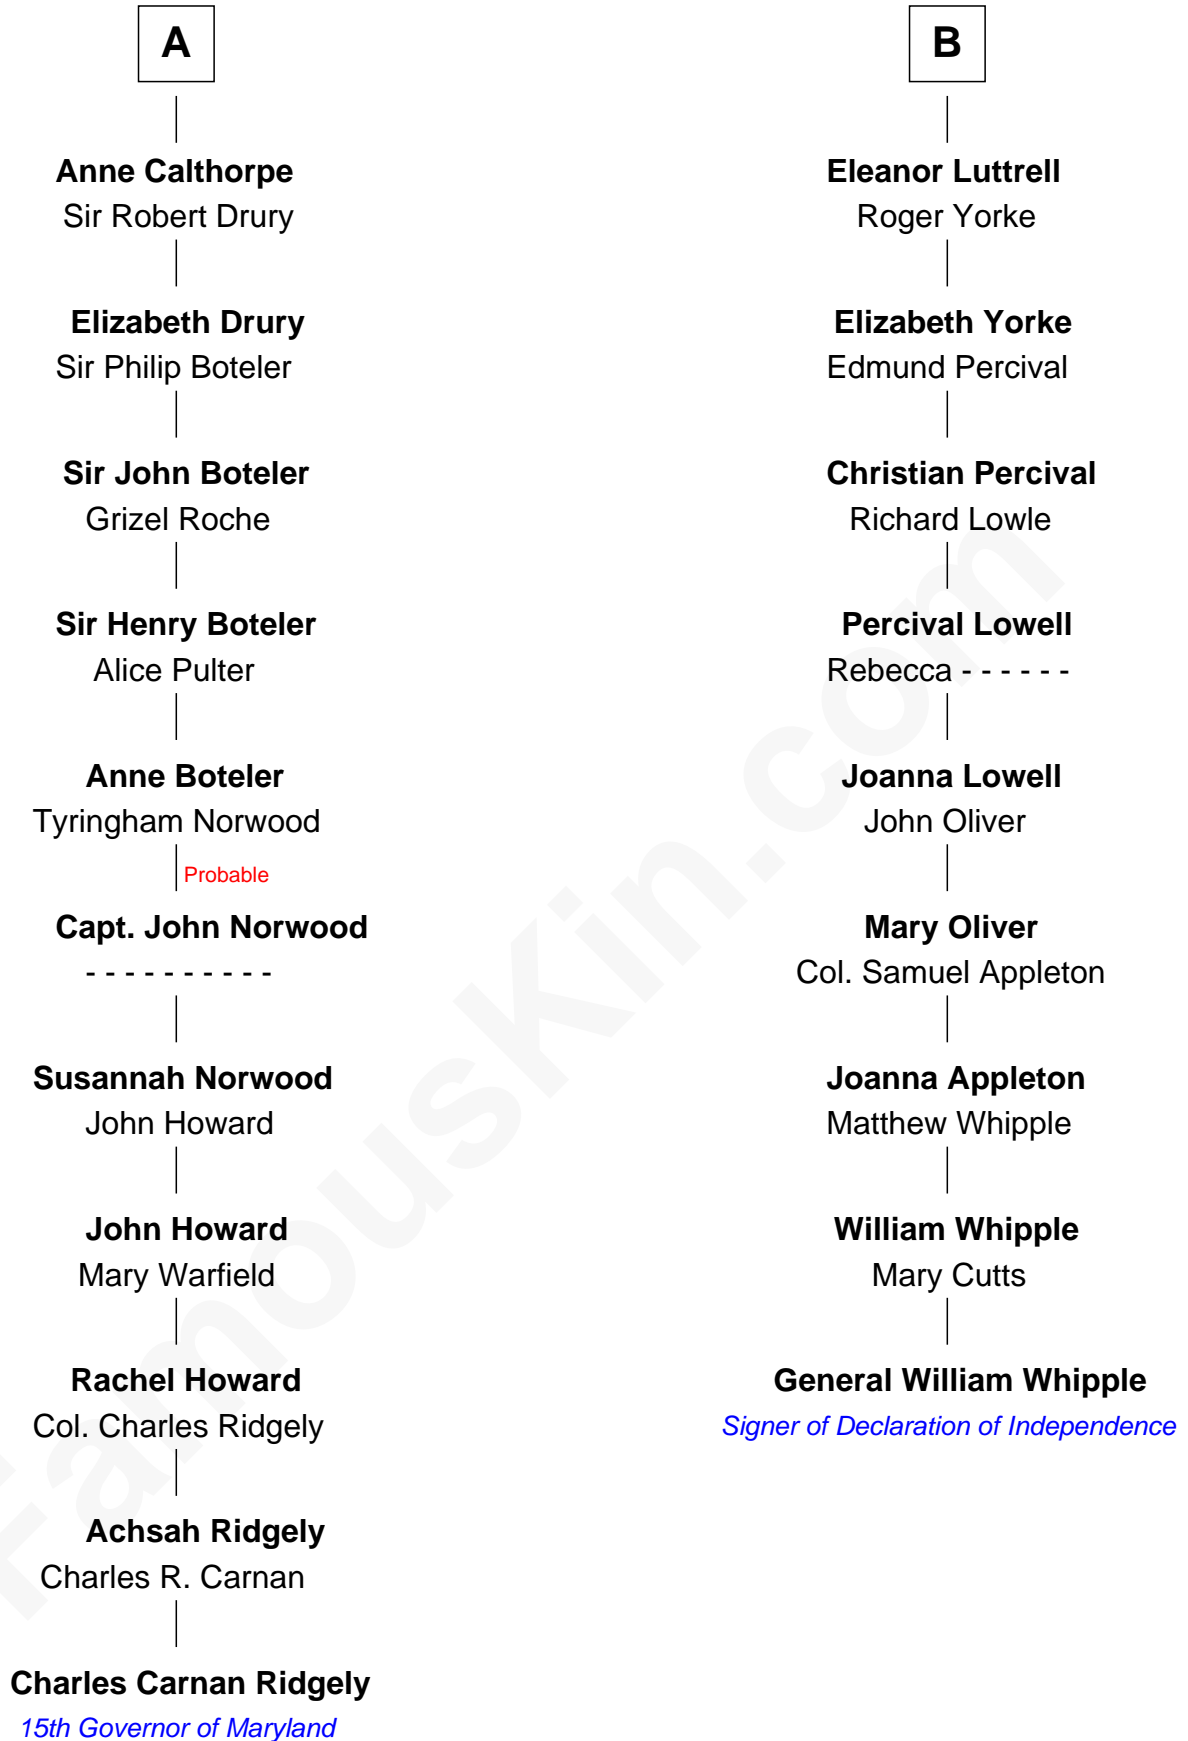 A
Anne Calthorpe
Sir Robert Drury
Elizabeth Drury
Sir Philip Boteler
Sir John Boteler
Grizel Roche
Sir Henry Boteler
Alice Pulter
Anne Boteler
Tyringham Norwood
Probable
Capt. John Norwood
- - - - - - - - - -
Susannah Norwood
John Howard
John Howard
Mary Warfield
Rachel Howard
Col. Charles Ridgely
Achsah Ridgely
Charles R. Carnan
Charles Carnan Ridgely
15th Governor of Maryland
B
Eleanor Luttrell
Roger Yorke
Elizabeth Yorke
Edmund Percival
Christian Percival
Richard Lowle
Percival Lowell
Rebecca - - - - - -
Joanna Lowell
John Oliver
Mary Oliver
Col. Samuel Appleton
Joanna Appleton
Matthew Whipple
William Whipple
Mary Cutts
General William Whipple
Signer of Declaration of Independence
FamousKin.com